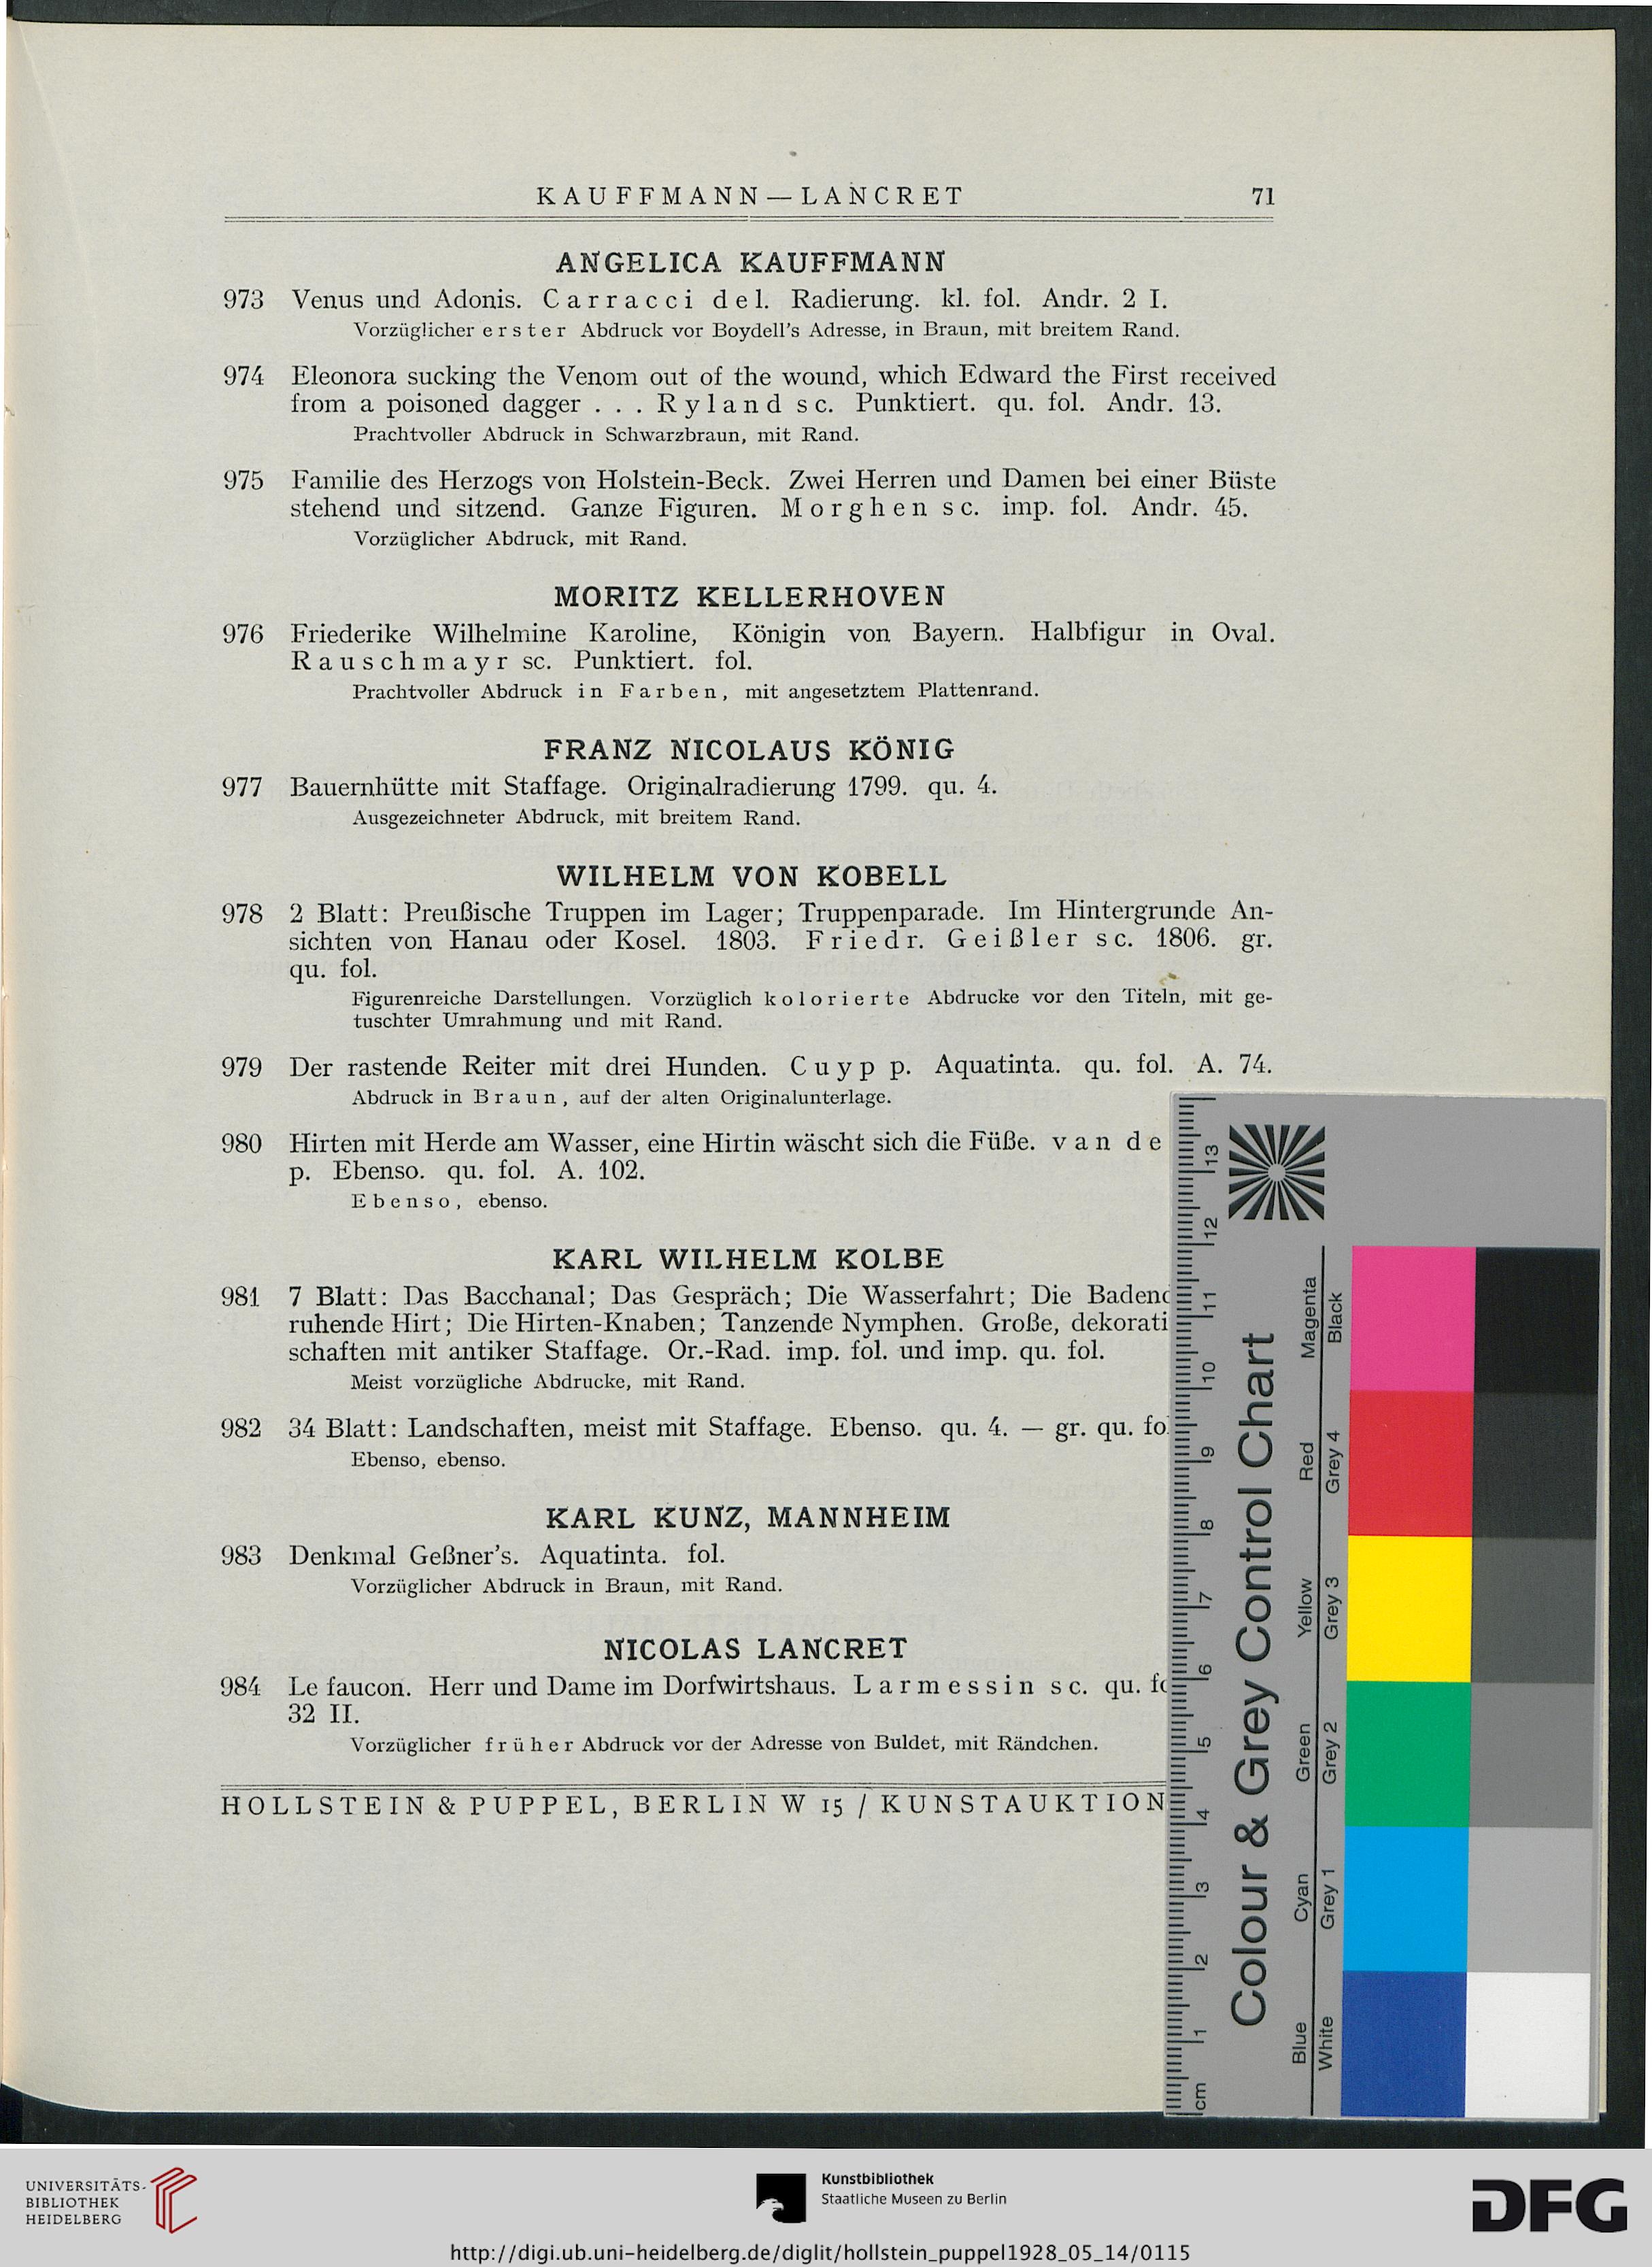 KAUFFMANN — LANCRET 71
ANGELICA KAUFFMANN
973 Venus und Adonis. Carracci del. Radierung. kl. fol. Andr. 2 I.
Vorzüglicher erster Abdruck vor Boydell's Adresse, in Braun, mit breitem Rand.
974 Eleonora sucking the Venom out of the wound, which Edward the First received
from a poisoned dagger . . . Ryland sc. Punktiert. qu. fol. Andr. 13.
Prachtvoller Abdruck in Schwarzbraun, mit Rand.
975 Familie des Herzogs von Holstein-Beck. Zwei Herren und Damen bei einer Büste
stehend und sitzend. Ganze Figuren. Morghen sc. imp. fol. Andr. 45.
Vorzüglicher Abdruck, mit Rand.
MORITZ KELLERHOVEN
976 Friederike Wilhelmine Karoline, Königin von Bayern. Halbfigur in Oval.
Rauschmayr sc. Punktiert. fol.
Prachtvoller Abdruck in Farben, mit angesetztem Plattenrand.
FRANZ NICOLAUS KÖNIG
977 Bauernhütte mit Staffage. Originalradierung 1799. qu. 4.
Ausgezeichneter Abdruck, mit breitem Rand.
WILHELM VON KOBELL
978 2 Blatt: Preußische Truppen im Lager; Truppenparade. Im Hintergrunde An-
sichten von Hanau oder Kosel. 1803. Friedr. Geißler sc. 1806. gr.
qu. fol.
Figurenreiche Darstellungen. Vorzüglich kolorierte Abdrucke vor den Titeln, mit ge-
tuschter Umrahmung und mit Rand.
979 Der rastende Reiter mit drei Hunden. Cuyp p. Aquatinta. qu. fol. A. 74.
Abdruck in Braun, auf der alten Originalunterlage.
980 Hirten mit Herde am Wasser, eine Hirtin wäscht sich die Füße. van de
p. Ebenso. qu. fol. A. 102.
Ebenso, ebenso.
KARL WILHELM KOLBE
981 7 Blatt: Das Bacchanal; Das Gespräch; Die Wasserfahrt; Die Baden
ruhende Hirt; Die Hirten-Knaben; Tanzende Nymphen. Große, dekorati
schaften mit antiker Staffage. Or.-Rad. imp. fol. und imp. qu. fol.
Meist vorzügliche Abdrucke, mit Rand.
982 34 Blatt: Landschaften, meist mit Staffage. Ebenso. qu. 4. — gr. qu. fo
Ebenso, ebenso.
KARL KUNZ, MANNHEIM
983 Denkmal Geßner's. Aquatinta. fol.
Vorzüglicher Abdruck in Braun, mit Rand.
NICOLAS LANCRET
984 Le faucon. Herr und Dame im Dorfwirtshaus. Larmessin sc. qu. fo
32 II.
Vorzüglicher früher Abdruck vor der Adresse von Buldet, mit Rändchen.
HOLLSTEIN & PUPPEL, BERLIN W 15 / KUNSTAUKTION
Colour & Grey Control Chart
Blue Cyan Green Yellow Red Magenta
White Grey 1 Grey 2 Grey 3 Grey 4 Black
cm 1 2 3 4 5 6 7 8 9 10 11 12 13
UNIVERSITÄTS-
BIBLIOTHEK
HEIDELBERG
Kunstbibliothek
Staatliche Museen zu Berlin
DFG
http://digi.ub.uni-heidelberg.de/diglit/hollstein_puppel1928_05_14/0115